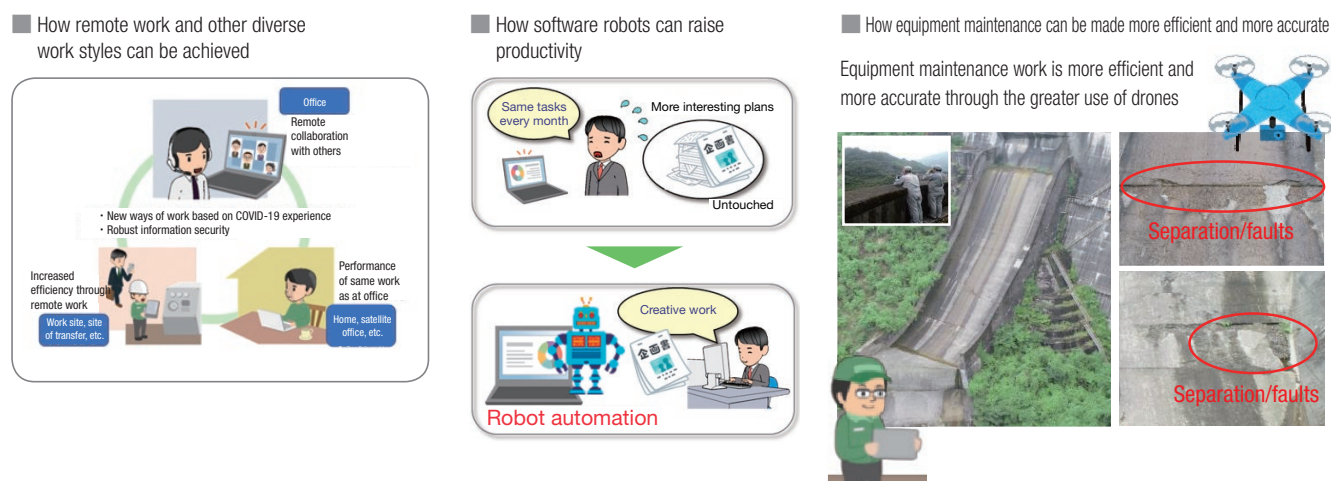 How remote work and other diverse
work styles can be achieved
Office
Remote
collaboration
with others
・New ways of work based on COVID-19 experience
・Robust information security
Increased
efficiency through
remote work
Work site, site
of transfer, etc.
Performance
of same work
as at office
Home, satellite
office, etc.
How software robots can raise
productivity
Same tasks
every month
More interesting plans
企画書
Untouched
Creative work
企画書
Robot automation
How equipment maintenance can be made more efficient and more accurate
Equipment maintenance work is more efficient and
more accurate through the greater use of drones
Separation/faults
Separation/faults